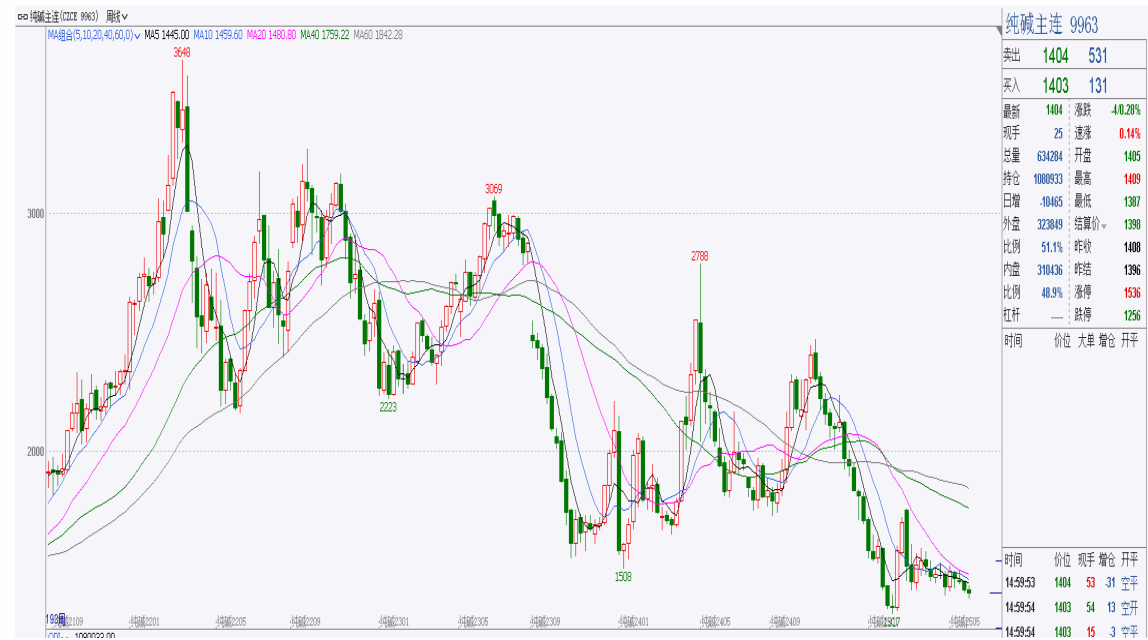 纯碱主连(CZCE 9963) 周线
MA组合(5,10,20,40,60,0) MA5 1445.00 MA10 1459.60 MA20 1480.80 MA40 1759.22 MA60 1842.28
3648
3069
3000
2788
2223
2000
1508
纯碱主连 9963
卖出 1404 531
买入 1403 131
最新 1404 涨跌 -4/0.28%
现手 25 速涨 0.14%
总量 634284 开盘 1405
持仓 1080933 最高 1409
日增 -10465 最低 1387
外盘 323849 结算价 1398
比例 51.1% 昨收 1408
内盘 310436 昨结 1396
比例 48.9% 涨停 1536
杠杆 ..... 跌停 1256
时间 价位 大单 增仓 开平
时间 价位 现手 增仓 开平
14:59:53 1404 53 -31 空平
14:59:54 1403 54 13 空开
14:59:54 1403 15 -3 空平